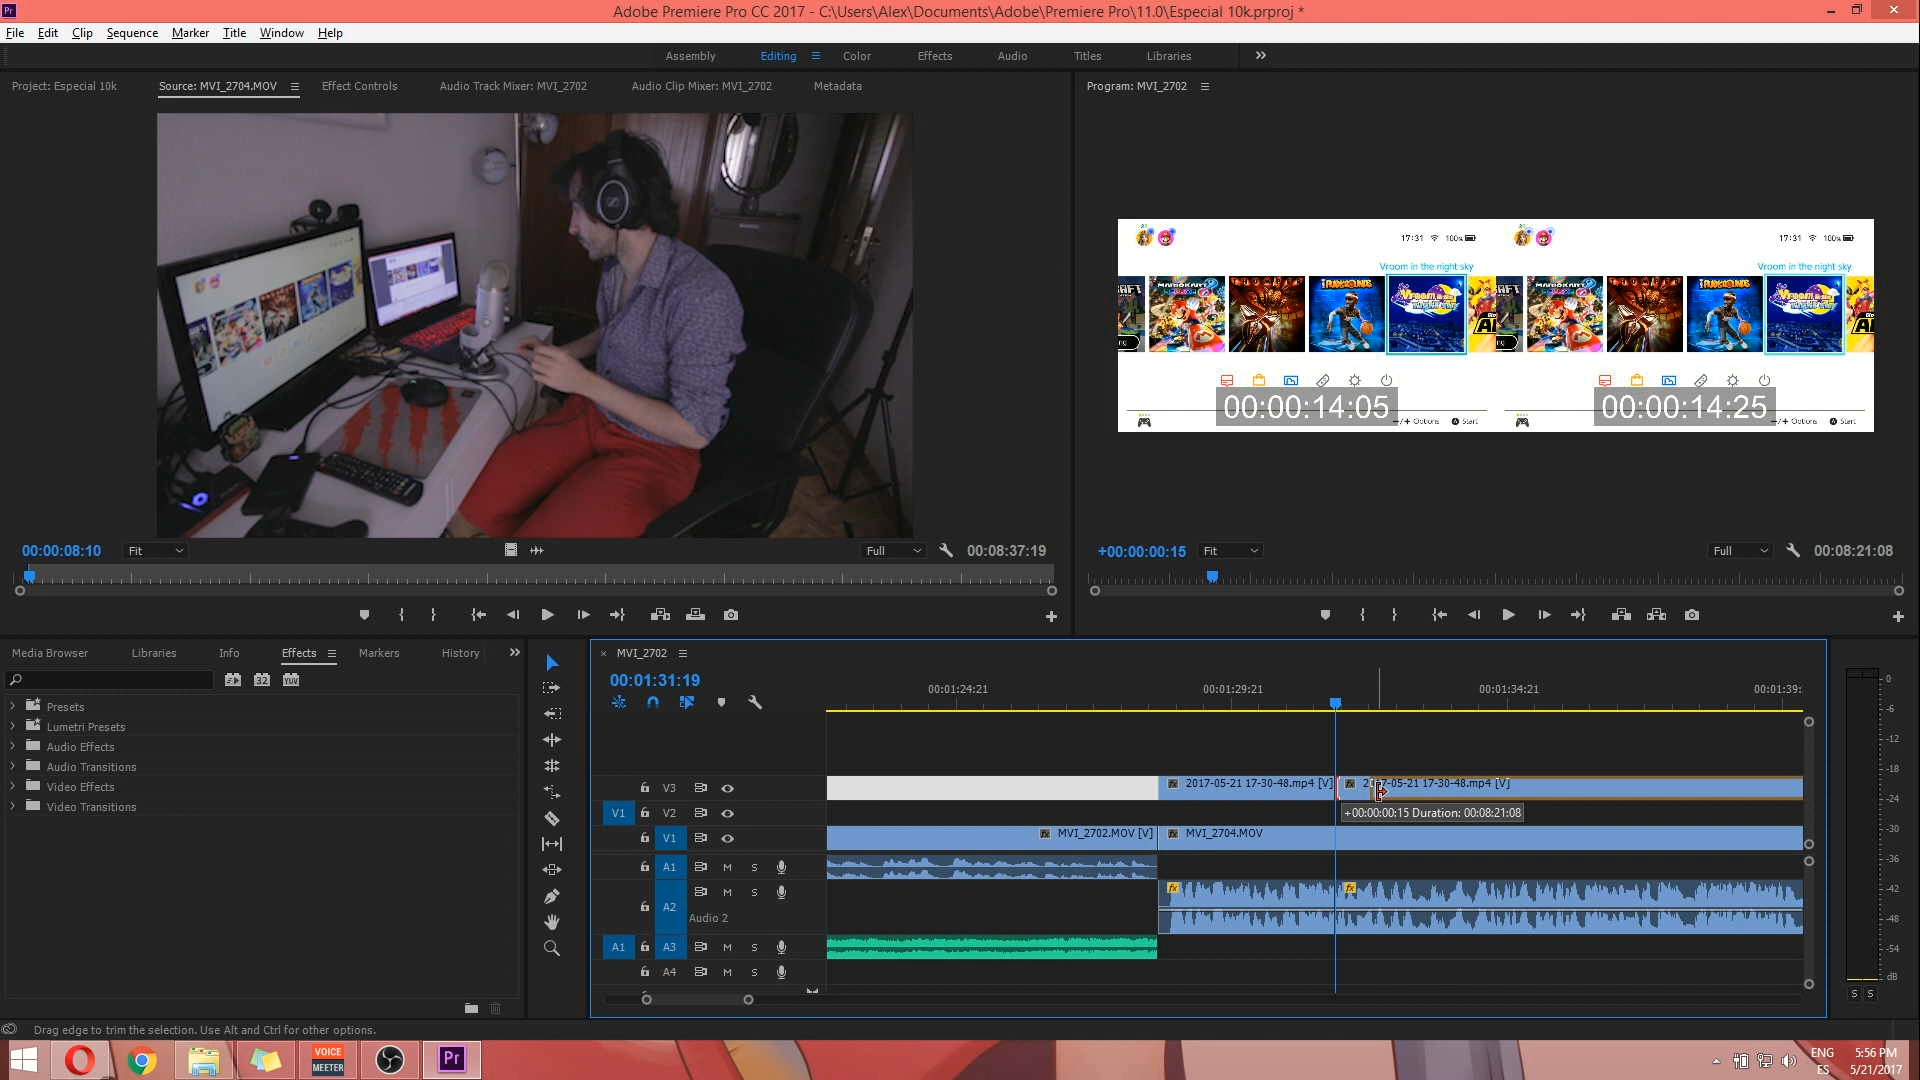 Adobe Premiere Pro CC 2017 - C:\Users\Alex\Documents\Adobe\Premiere Pro\11.0\Especial 10k.prproj *
File Edit Clip Sequence Marker Title Window Help
Assembly Editing Color Effects Audio Titles Libraries
Project: Especial 10k Source: MVI_2704.MOV Effect Controls Audio Track Mixer: MVI_2702 Audio Clip Mixer: MVI_2702 Metadata
Program: MVI_2702
17:31 100% 17:31 100%
Vroom in the night sky Vroom in the night sky
00:00:14:05 00:00:14:25
Options Start Options Start
00:00:08:10 Fit Full 00:08:37:19
+00:00:00:15 Fit Full 00:08:21:08
Media Browser Libraries Info Effects Markers History
32 YUV
Presets
Lumetri Presets
Audio Effects
Audio Transitions
Video Effects
Video Transitions
MVI_2702
00:01:31:19
00:01:24:21 00:01:29:21 00:01:34:21 00:01:39:
V3 fx 2017-05-21 17-30-48.mp4 [V] fx 2017-05-21 17-30-48.mp4 [V]
V1 V2 +00:00:00:15 Duration: 00:08:21:08
V1 fx MVI_2702.MOV [V] fx MVI_2704.MOV
A1 M S
A2 M S fx fx
Audio 2
A1 A3 M S
A4 M S
0
-6
-12
-18
-24
-30
-36
-42
-48
-54
dB
S S
Drag edge to trim the selection. Use Alt and Ctrl for other options.
VOICE
MEETER
Pr
ENG
ES
5:56 PM
5/21/2017